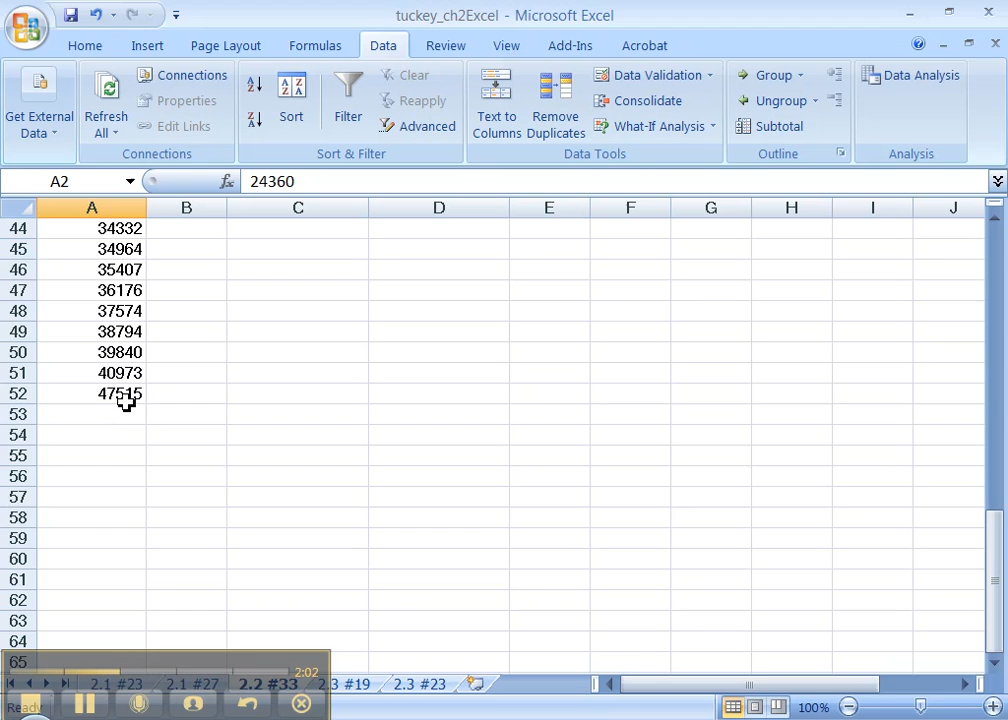 tuckey_ch2Excel - Microsoft Excel
Home Insert Page Layout Formulas Data Review View Add-Ins Acrobat
Get External Data
Refresh All
Connections
Properties
Edit Links
Connections
Sort
Filter
Clear
Reapply
Advanced
Sort & Filter
Text to Columns
Remove Duplicates
Data Validation
Consolidate
What-If Analysis
Data Tools
Group
Ungroup
Subtotal
Outline
Data Analysis
Analysis
A2 fx 24360
A B C D E F G H I J
44 34332
45 34964
46 35407
47 36176
48 37574
49 38794
50 39840
51 40973
52 47515
53
54
55
56
57
58
59
60
61
62
63
64
65
2:02
2.1 #23 2.1 #27 2.2 #33 2.3 #19 2.3 #23
Ready 100%